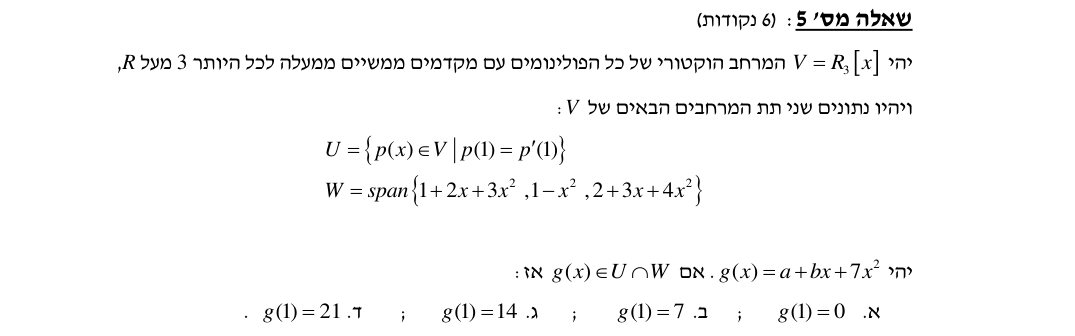 שאלה מס' 5 : (6 נקודות)
יהי V = R₃[x] המרחב הוקטורי של כל הפולינומים עם מקדמים ממשיים ממעלה לכל היותר 3 מעל R,
ויהיו נתונים שני תת המרחבים הבאים של V :
U = {p(x) ∈ V | p(1) = p′(1)}
W = span{1 + 2x + 3x² , 1 − x² , 2 + 3x + 4x²}
יהי g(x) = a + bx + 7x² . אם g(x) ∈ U ∩ W אז :
א. g(1) = 0 ; ב. g(1) = 7 ; ג. g(1) = 14 ; ד. g(1) = 21 .